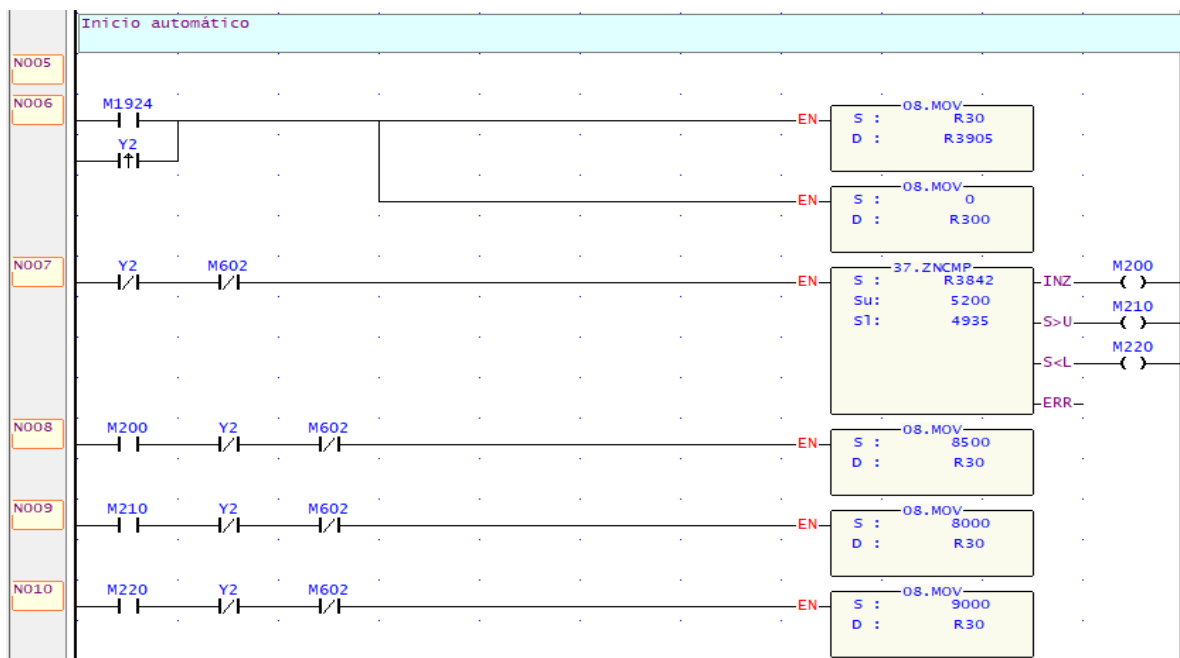 Inicio automático
N005
N006
M1924
EN
08.MOV
S : R30
D : R3905
Y2
EN
08.MOV
S : 0
D : R300
N007
Y2 M602
EN
37.ZNCMP
S : R3842
Su: 5200
Sl: 4935
INZ
M200
S>U
M210
S<L
M220
ERR
N008
M200 Y2 M602
EN
08.MOV
S : 8500
D : R30
N009
M210 Y2 M602
EN
08.MOV
S : 8000
D : R30
N010
M220 Y2 M602
EN
08.MOV
S : 9000
D : R30